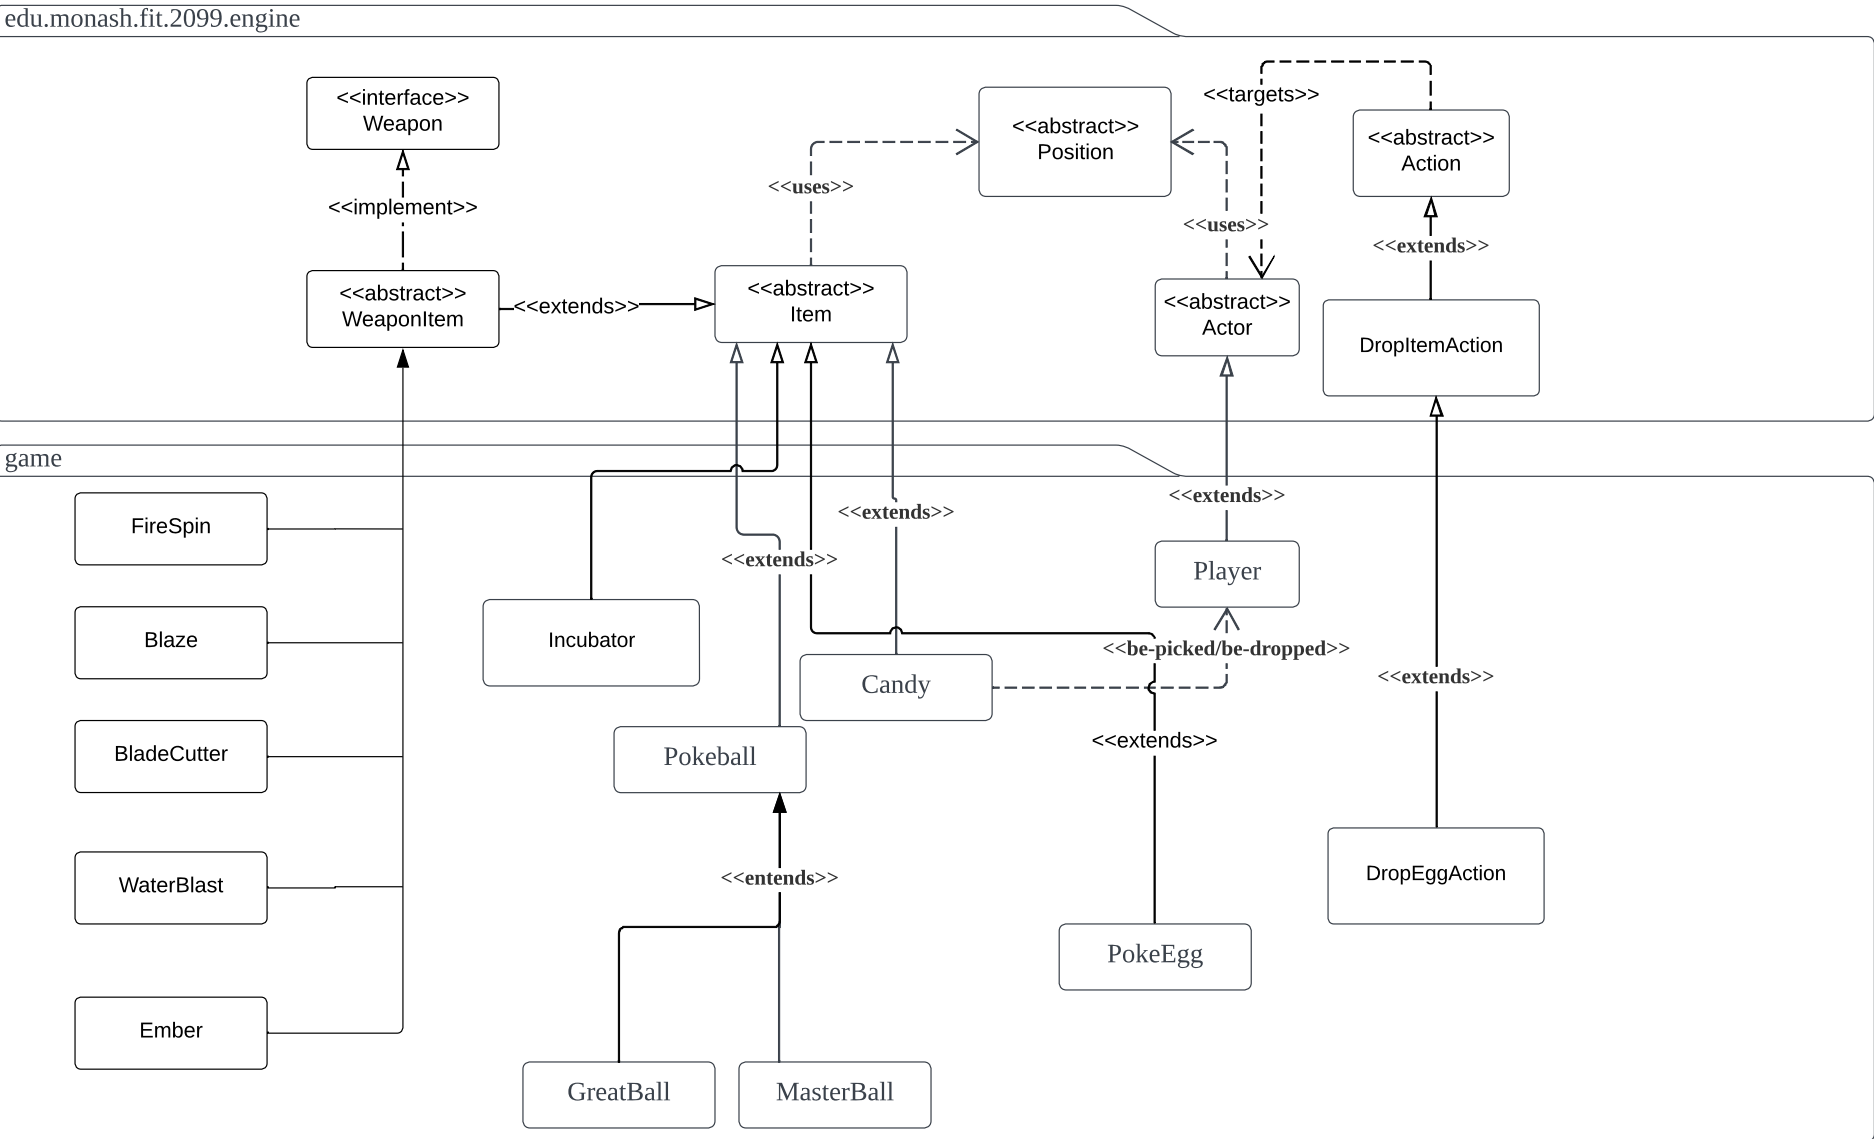 edu.monash.fit.2099.engine
<<interface>>
Weapon
<<implement>>
<<abstract>>
WeaponItem
<<extends>>
<<abstract>>
Item
<<uses>>
<<abstract>>
Position
<<uses>>
<<targets>>
<<abstract>>
Action
<<extends>>
<<abstract>>
Actor
DropItemAction
game
FireSpin
Blaze
BladeCutter
WaterBlast
Ember
Incubator
<<extends>>
<<extends>>
<<extends>>
Player
<<be-picked/be-dropped>>
Candy
Pokeball
<<extends>>
<<extends>>
<<entends>>
DropEggAction
PokeEgg
GreatBall
MasterBall